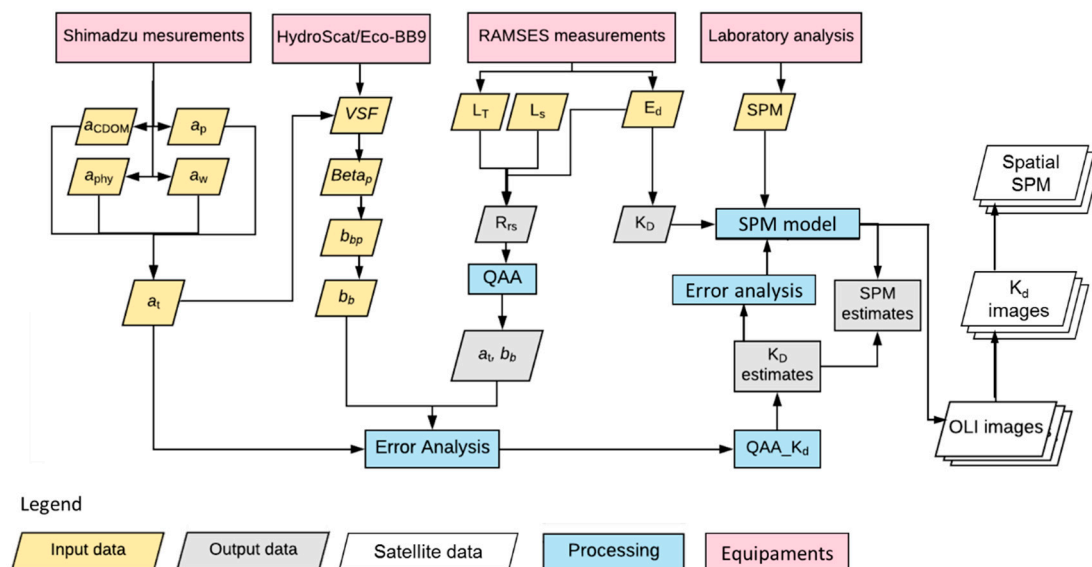 Shimadzu mesurements
HydroScat/Eco-BB9
RAMSES measurements
Laboratory analysis
aCDOM
ap
VSF
LT
Ls
Ed
SPM
aphy
aw
Betap
Spatial
SPM
Rrs
KD
SPM model
bbp
QAA
Error analysis
SPM
estimates
Kd
images
at
bb
at, bb
KD
estimates
OLI images
Error Analysis
QAA_Kd
Legend
Input data
Output data
Satellite data
Processing
Equipaments